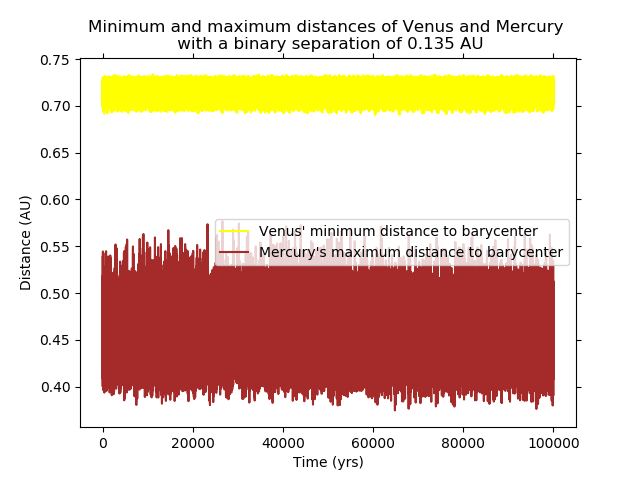 Minimum and maximum distances of Venus and Mercury
with a binary separation of 0.135 AU
0.75
0.70
0.65
0.60
0.55
0.50
0.45
0.40
Distance (AU)
Venus' minimum distance to barycenter
Mercury's maximum distance to barycenter
0 20000 40000 60000 80000 100000
Time (yrs)